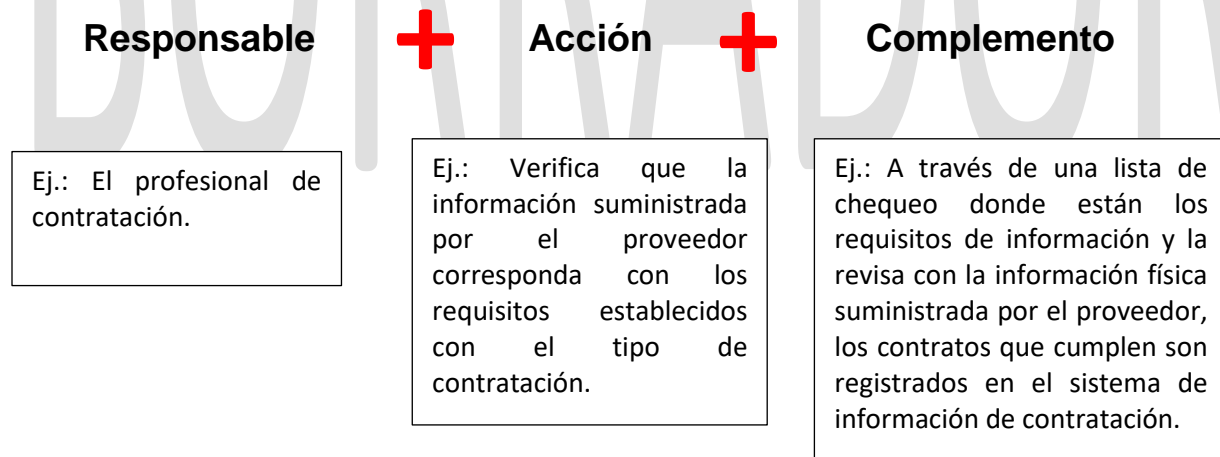 Responsable + Acción + Complemento
Ej.: El profesional de
contratación.
Ej.: Verifica que la
información suministrada
por el proveedor
corresponda con los
requisitos establecidos
con el tipo de
contratación.
Ej.: A través de una lista de
chequeo donde están los
requisitos de información y la
revisa con la información física
suministrada por el proveedor,
los contratos que cumplen son
registrados en el sistema de
información de contratación.